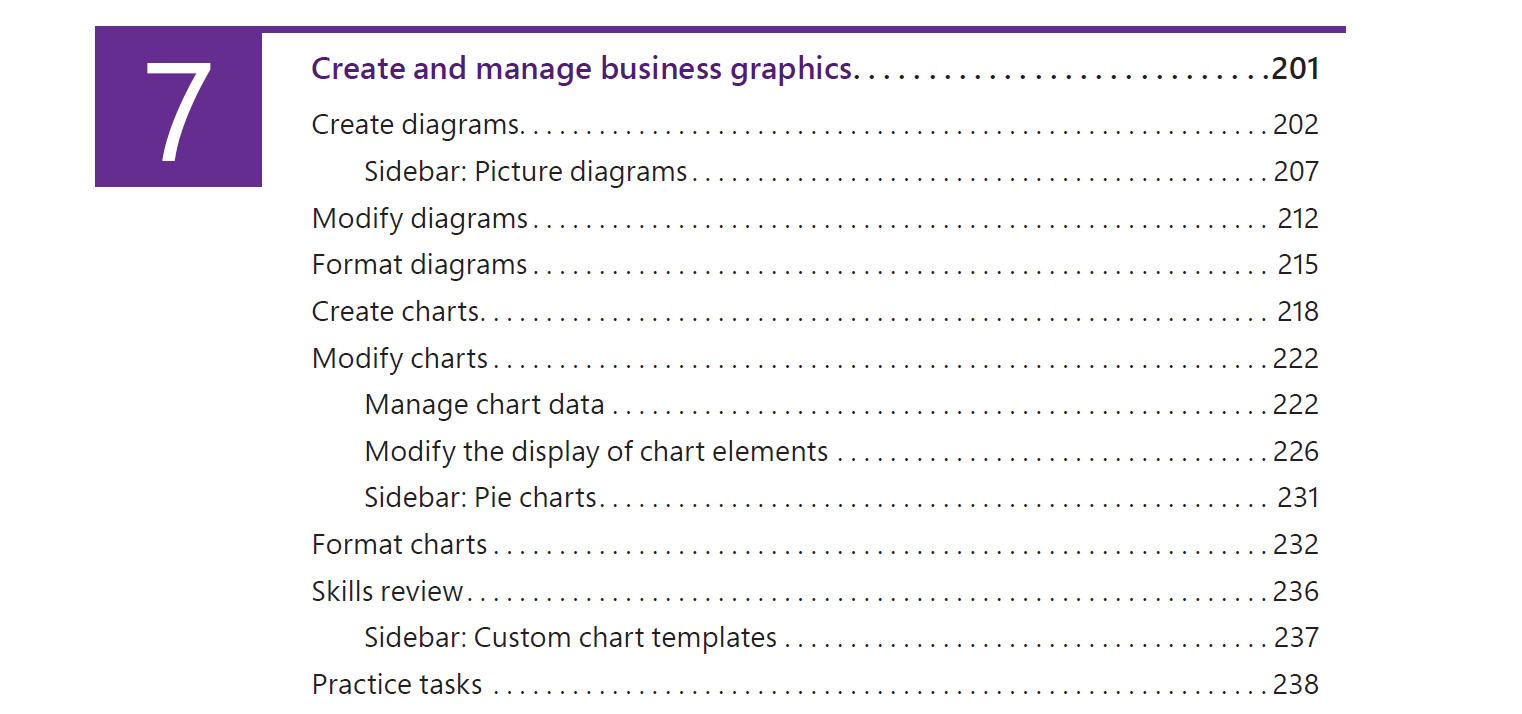 7
Create and manage business graphics. . . . . . . . . . . . . . . . . . . . . . . . . . . . .201
Create diagrams. . . . . . . . . . . . . . . . . . . . . . . . . . . . . . . . . . . . . . . . . . . . . . . . . . . . . . . . . 202
Sidebar: Picture diagrams . . . . . . . . . . . . . . . . . . . . . . . . . . . . . . . . . . . . . . . . . . . . 207
Modify diagrams . . . . . . . . . . . . . . . . . . . . . . . . . . . . . . . . . . . . . . . . . . . . . . . . . . . . . . . . 212
Format diagrams . . . . . . . . . . . . . . . . . . . . . . . . . . . . . . . . . . . . . . . . . . . . . . . . . . . . . . . . 215
Create charts. . . . . . . . . . . . . . . . . . . . . . . . . . . . . . . . . . . . . . . . . . . . . . . . . . . . . . . . . . . . 218
Modify charts . . . . . . . . . . . . . . . . . . . . . . . . . . . . . . . . . . . . . . . . . . . . . . . . . . . . . . . . . . . 222
Manage chart data . . . . . . . . . . . . . . . . . . . . . . . . . . . . . . . . . . . . . . . . . . . . . . . . . . 222
Modify the display of chart elements . . . . . . . . . . . . . . . . . . . . . . . . . . . . . . . . . 226
Sidebar: Pie charts. . . . . . . . . . . . . . . . . . . . . . . . . . . . . . . . . . . . . . . . . . . . . . . . . . . 231
Format charts . . . . . . . . . . . . . . . . . . . . . . . . . . . . . . . . . . . . . . . . . . . . . . . . . . . . . . . . . . . 232
Skills review . . . . . . . . . . . . . . . . . . . . . . . . . . . . . . . . . . . . . . . . . . . . . . . . . . . . . . . . . . . . . 236
Sidebar: Custom chart templates . . . . . . . . . . . . . . . . . . . . . . . . . . . . . . . . . . . . . 237
Practice tasks . . . . . . . . . . . . . . . . . . . . . . . . . . . . . . . . . . . . . . . . . . . . . . . . . . . . . . . . . . . 238